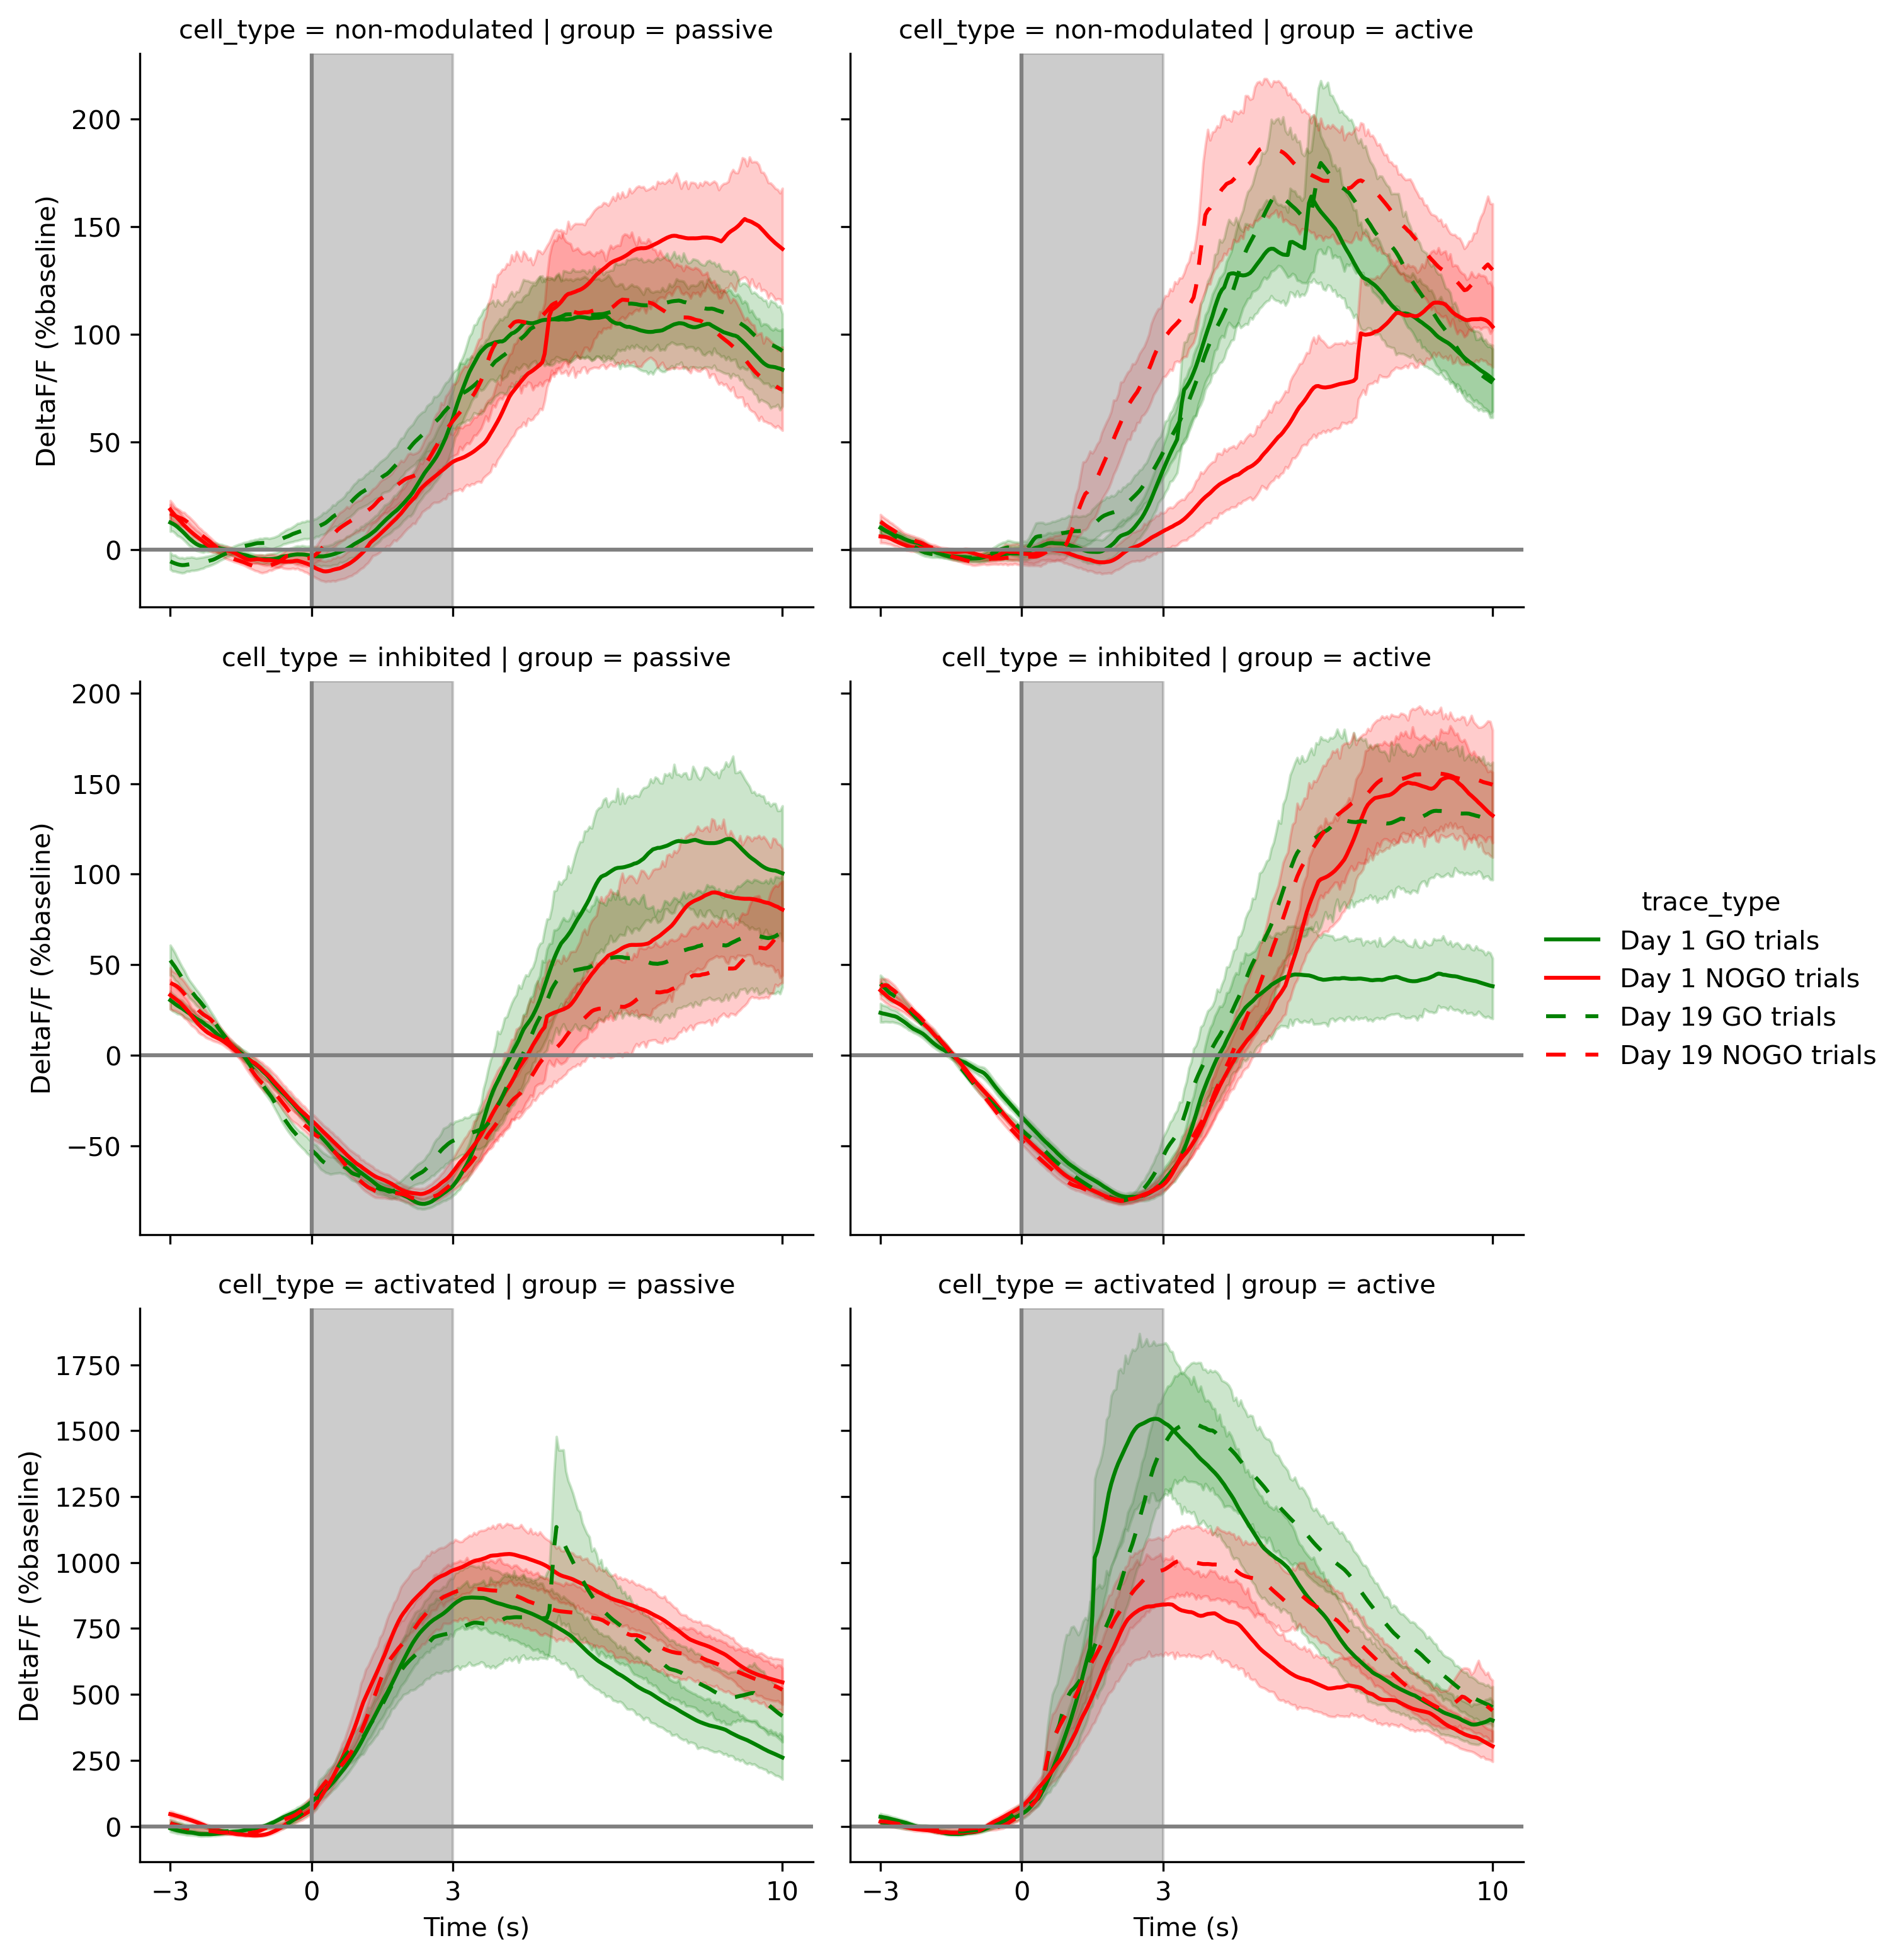 cell_type = non-modulated | group = passive
cell_type = non-modulated | group = active
DeltaF/F (%baseline)
200
150
100
50
0
cell_type = inhibited | group = passive
cell_type = inhibited | group = active
DeltaF/F (%baseline)
200
150
100
50
0
−50
trace_type
Day 1 GO trials
Day 1 NOGO trials
Day 19 GO trials
Day 19 NOGO trials
cell_type = activated | group = passive
cell_type = activated | group = active
DeltaF/F (%baseline)
1750
1500
1250
1000
750
500
250
0
−3 0 3 10
−3 0 3 10
Time (s)
Time (s)